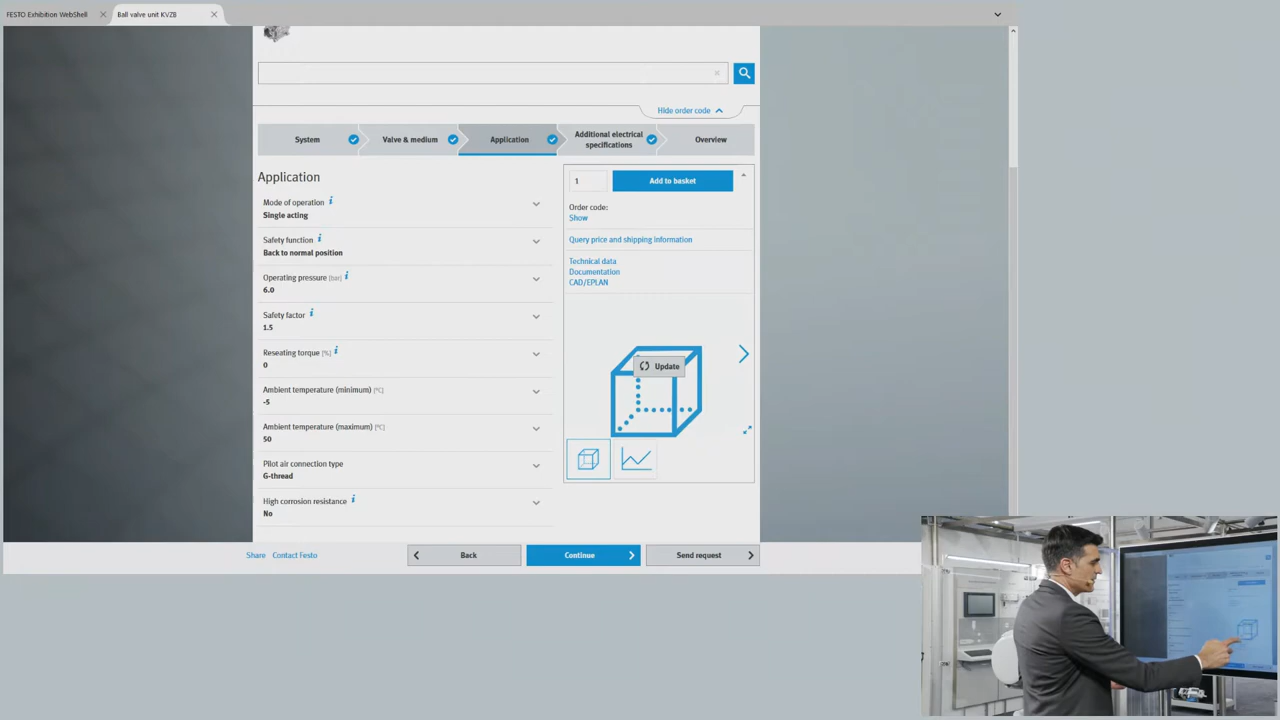 FESTO Exhibition WebShell
Ball valve unit KVZB
Hide order code
System
Valve & medium
Application
Additional electrical
specifications
Overview
Application
Mode of operation i
Single acting
Safety function i
Back to normal position
Operating pressure [bar] i
6.0
Safety factor i
1.5
Reseating torque [%] i
0
Ambient temperature (minimum) [°C]
-5
Ambient temperature (maximum) [°C]
50
Pilot air connection type
G-thread
High corrosion resistance i
No
1
Add to basket
Order code:
Show
Query price and shipping information
Technical data
Documentation
CAD/EPLAN
Update
Share
Contact Festo
Back
Continue
Send request